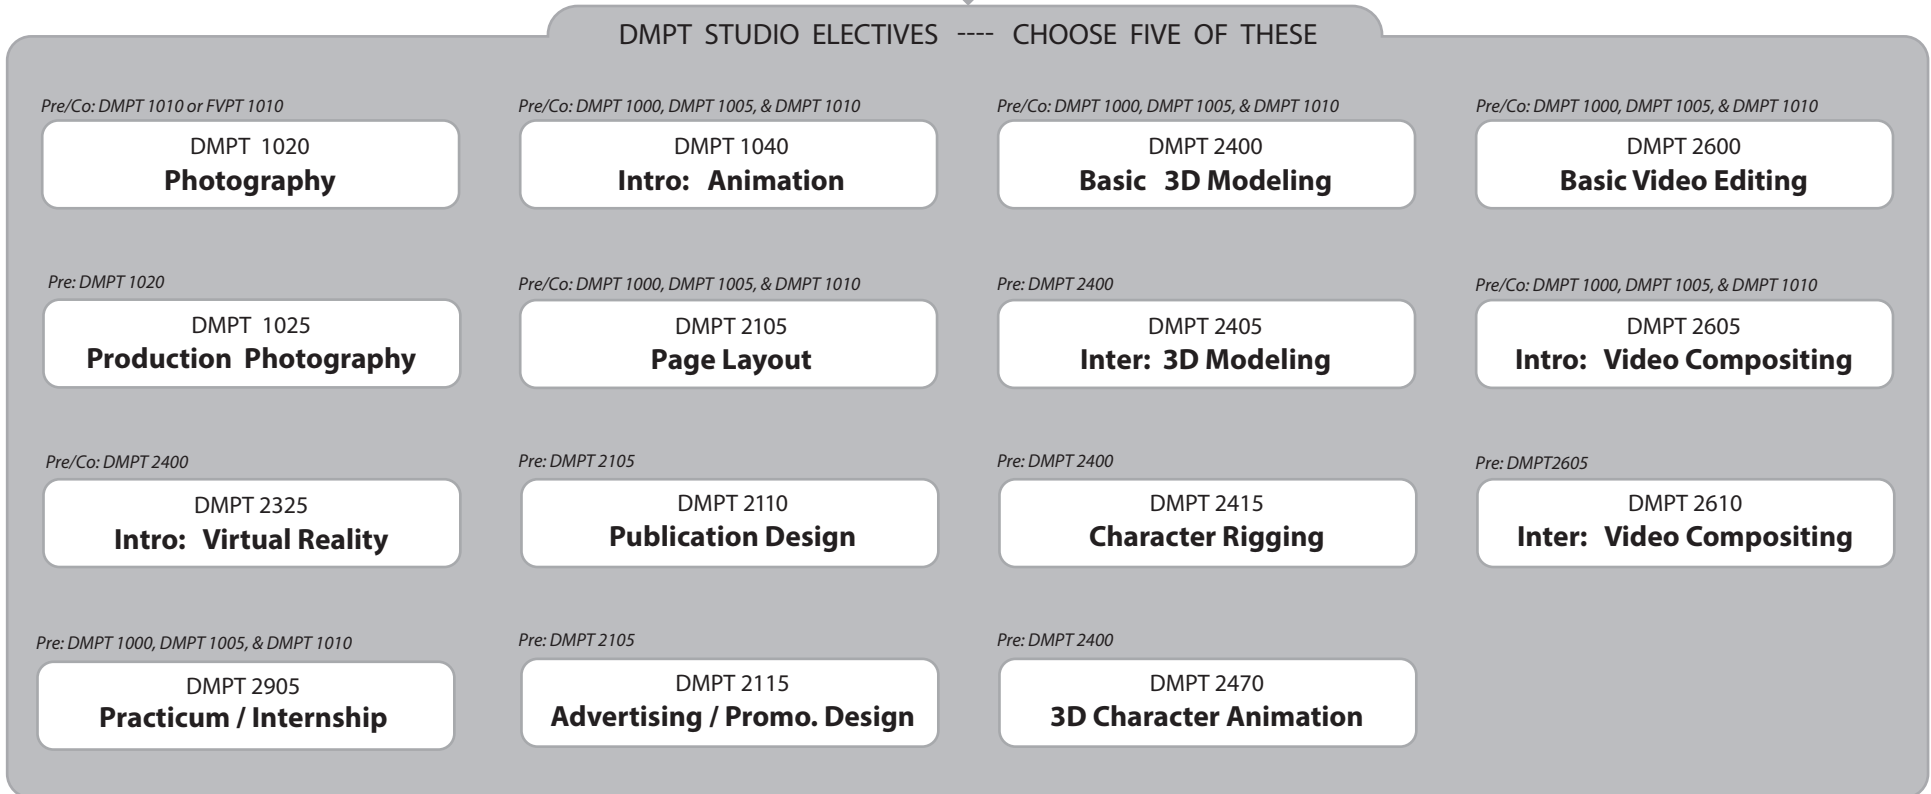 DMPT STUDIO ELECTIVES ---- CHOOSE FIVE OF THESE
Pre/Co: DMPT 1010 or FVPT 1010
DMPT 1020
Photography
Pre/Co: DMPT 1000, DMPT 1005, & DMPT 1010
DMPT 1040
Intro: Animation
Pre/Co: DMPT 1000, DMPT 1005, & DMPT 1010
DMPT 2400
Basic 3D Modeling
Pre/Co: DMPT 1000, DMPT 1005, & DMPT 1010
DMPT 2600
Basic Video Editing
Pre: DMPT 1020
DMPT 1025
Production Photography
Pre/Co: DMPT 1000, DMPT 1005, & DMPT 1010
DMPT 2105
Page Layout
Pre: DMPT 2400
DMPT 2405
Inter: 3D Modeling
Pre/Co: DMPT 1000, DMPT 1005, & DMPT 1010
DMPT 2605
Intro: Video Compositing
Pre/Co: DMPT 2400
DMPT 2325
Intro: Virtual Reality
Pre: DMPT 2105
DMPT 2110
Publication Design
Pre: DMPT 2400
DMPT 2415
Character Rigging
Pre: DMPT2605
DMPT 2610
Inter: Video Compositing
Pre: DMPT 1000, DMPT 1005, & DMPT 1010
DMPT 2905
Practicum / Internship
Pre: DMPT 2105
DMPT 2115
Advertising / Promo. Design
Pre: DMPT 2400
DMPT 2470
3D Character Animation